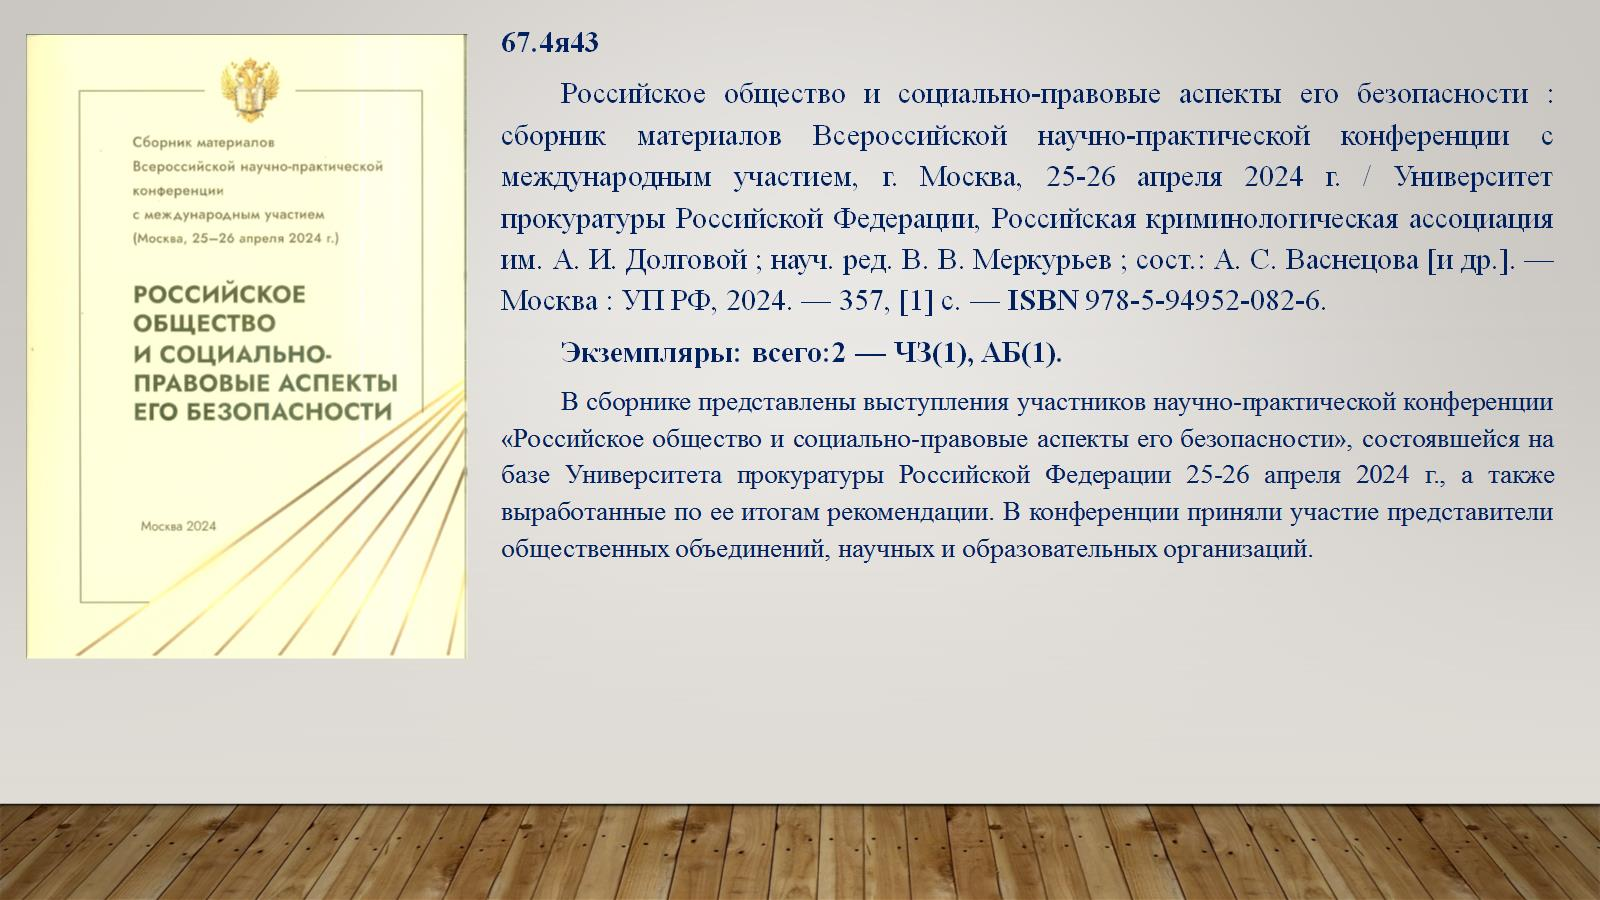 Сборник материалов
Всероссийской научно-практической
конференции
с международным участием
(Москва, 25–26 апреля 2024 г.)
РОССИЙСКОЕ
ОБЩЕСТВО
И СОЦИАЛЬНО-
ПРАВОВЫЕ АСПЕКТЫ
ЕГО БЕЗОПАСНОСТИ
Москва 2024
67.4я43
Российское общество и социально-правовые аспекты его безопасности :
сборник материалов Всероссийской научно-практической конференции с
международным участием, г. Москва, 25-26 апреля 2024 г. / Университет
прокуратуры Российской Федерации, Российская криминологическая ассоциация
им. А. И. Долговой ; науч. ред. В. В. Меркурьев ; сост.: А. С. Васнецова [и др.]. —
Москва : УП РФ, 2024. — 357, [1] с. — ISBN 978-5-94952-082-6.
Экземпляры: всего:2 — ЧЗ(1), АБ(1).
В сборнике представлены выступления участников научно-практической конференции
«Российское общество и социально-правовые аспекты его безопасности», состоявшейся на
базе Университета прокуратуры Российской Федерации 25-26 апреля 2024 г., а также
выработанные по ее итогам рекомендации. В конференции приняли участие представители
общественных объединений, научных и образовательных организаций.